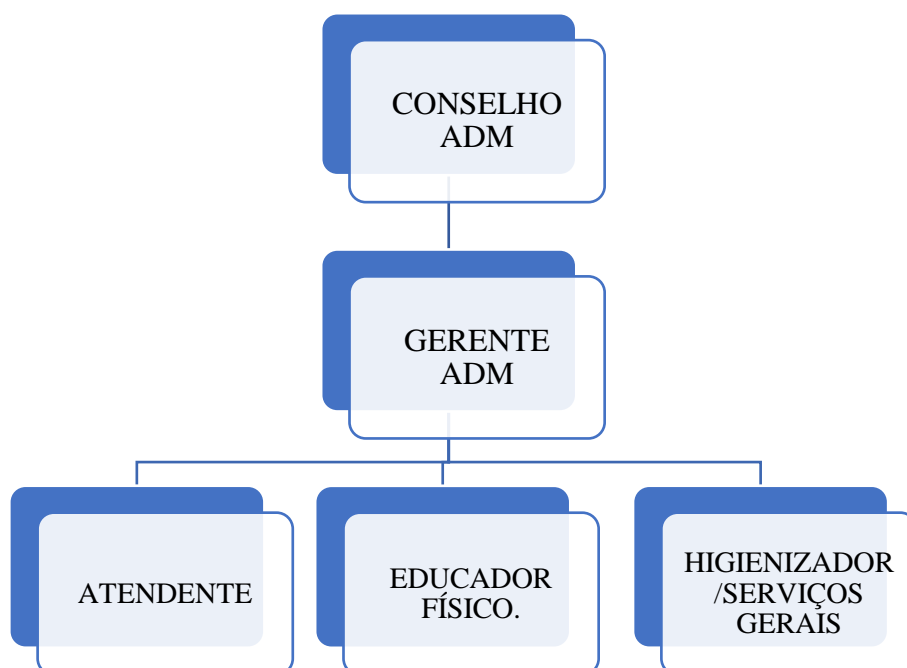 CONSELHO
ADM
GERENTE
ADM
ATENDENTE
EDUCADOR
FÍSICO.
HIGIENIZADOR
/SERVIÇOS
GERAIS